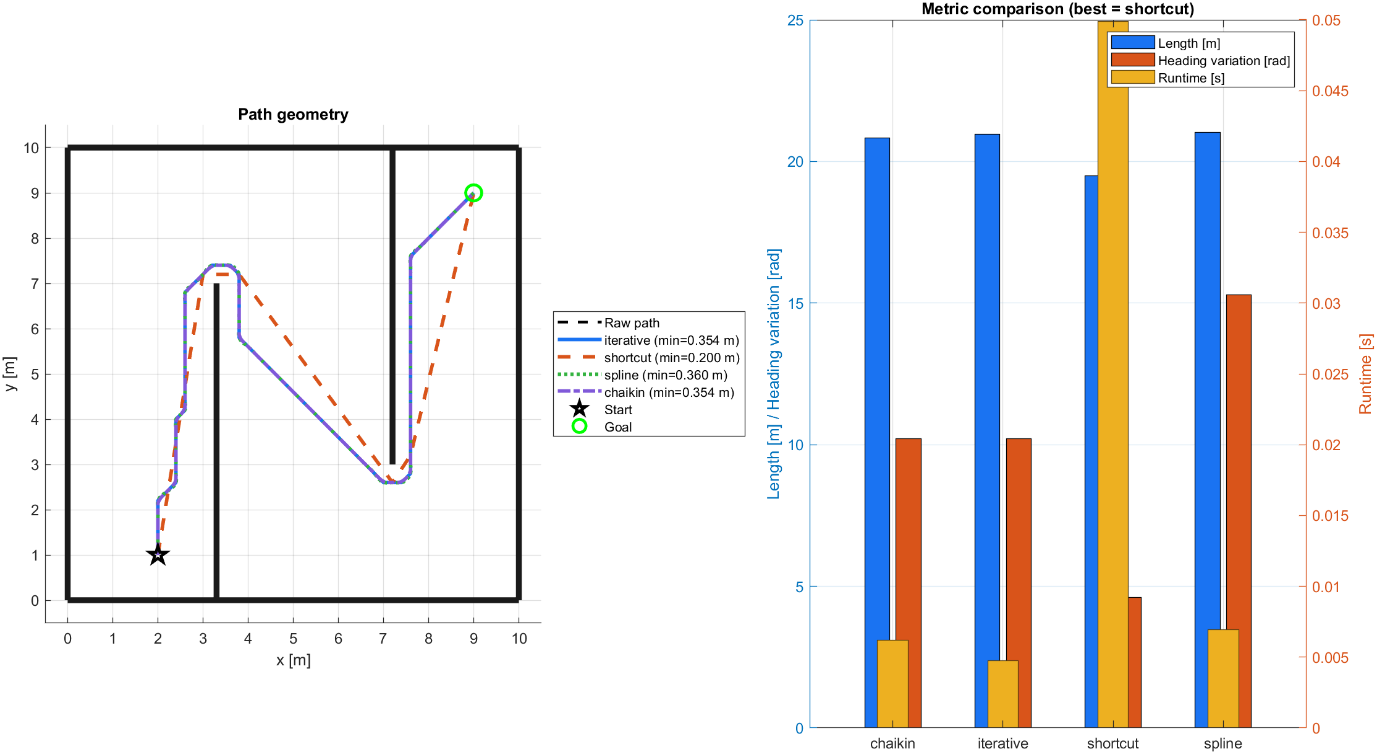 Path geometry
10
9
8
7
6
5
4
3
2
1
0
y [m]
0 1 2 3 4 5 6 7 8 9 10
x [m]
Raw path
iterative (min=0.354 m)
shortcut (min=0.200 m)
spline (min=0.360 m)
chaikin (min=0.354 m)
Start
Goal
Metric comparison (best = shortcut)
Length [m]
Heading variation [rad]
Runtime [s]
25
20
15
10
5
0
Length [m] / Heading variation [rad]
0.05
0.045
0.04
0.035
0.03
0.025
0.02
0.015
0.01
0.005
0
Runtime [s]
chaikin iterative shortcut spline